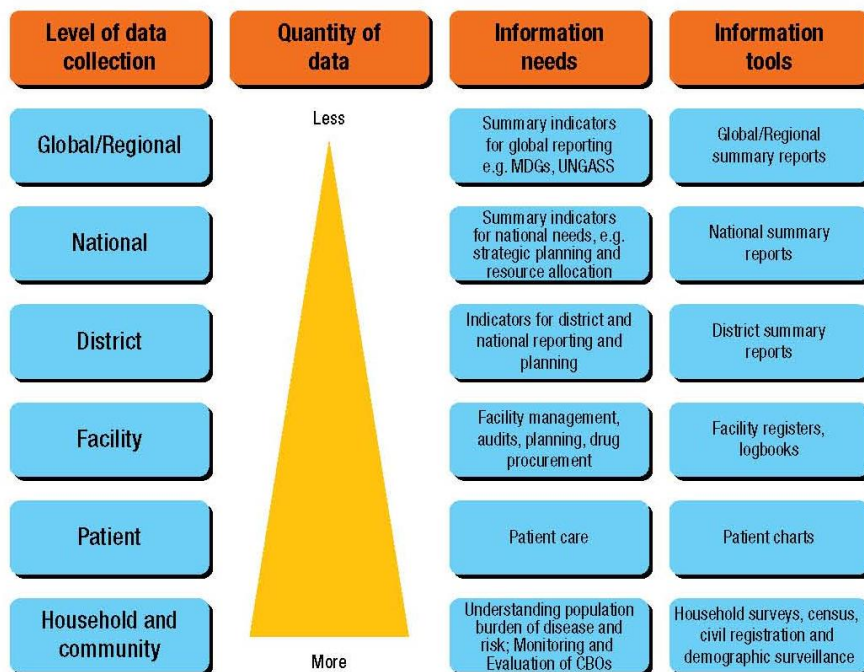 Level of data
collection
Quantity of
data
Information
needs
Information
tools
Less
Global/Regional
Summary indicators
for global reporting
e.g. MDGs, UNGASS
Global/Regional
summary reports
National
Summary indicators
for national needs, e.g.
strategic planning and
resource allocation
National summary
reports
District
Indicators for district and
national reporting and
planning
District summary
reports
Facility
Facility management,
audits, planning, drug
procurement
Facility registers,
logbooks
Patient
Patient care
Patient charts
Household and
community
Understanding population
burden of disease and
risk; Monitoring and
Evaluation of CBOs
Household surveys, census,
civil registration and
demographic surveillance
More